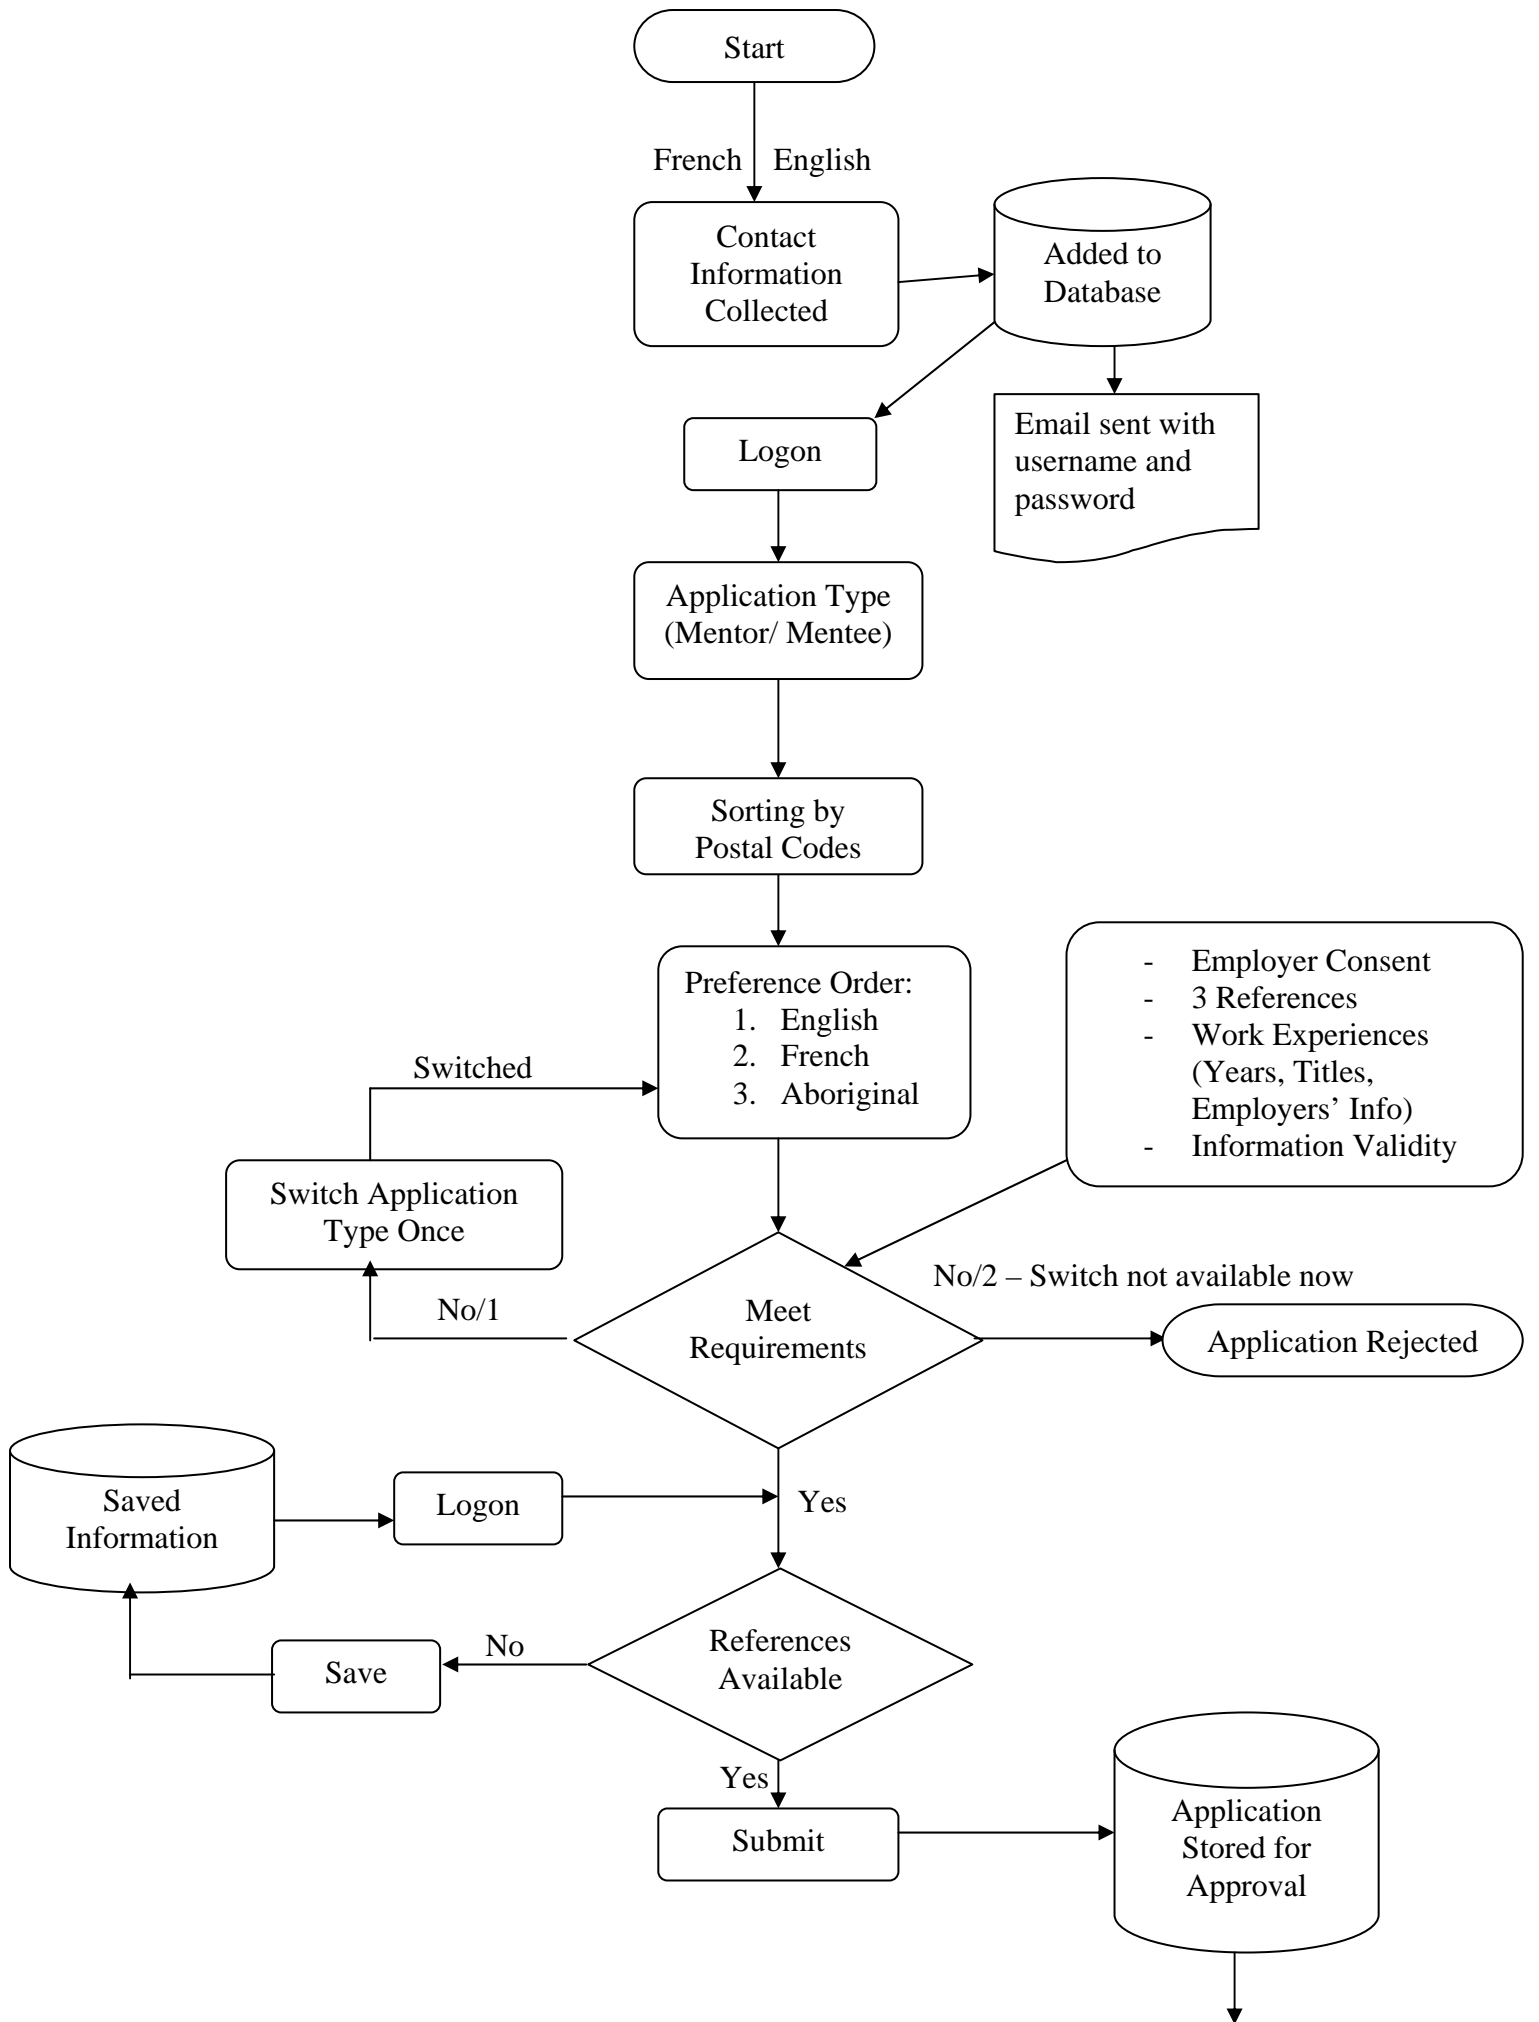 Start
French
English
Contact
Information
Collected
Added to
Database
Logon
Email sent with
username and
password
Application Type
(Mentor/ Mentee)
Sorting by
Postal Codes
Preference Order:
1. English
2. French
3. Aboriginal
- Employer Consent
- 3 References
- Work Experiences
(Years, Titles,
Employers’ Info)
- Information Validity
Switched
Switch Application
Type Once
No/1
Meet
Requirements
No/2 – Switch not available now
Application Rejected
Saved
Information
Logon
Yes
Save
No
References
Available
Yes
Submit
Application
Stored for
Approval